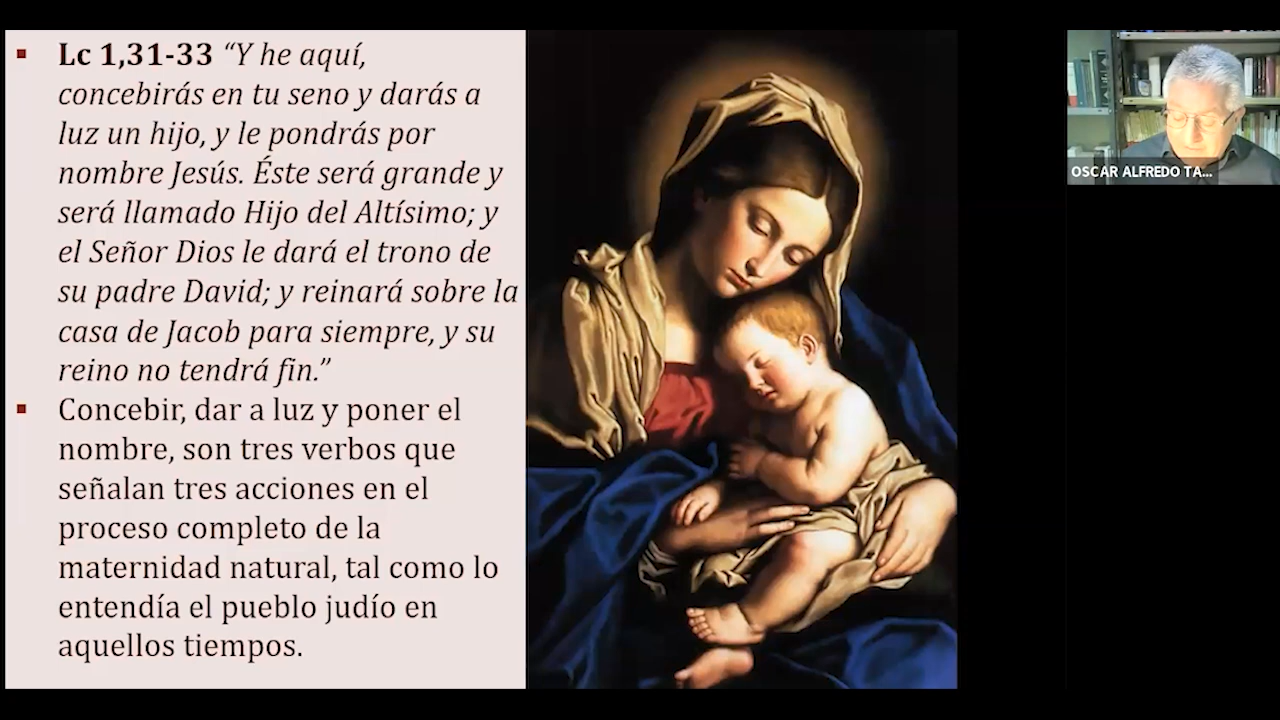 ▪ Lc 1,31-33 “Y he aquí,
concebirás en tu seno y darás a
luz un hijo, y le pondrás por
nombre Jesús. Éste será grande y
será llamado Hijo del Altísimo; y
el Señor Dios le dará el trono de
su padre David; y reinará sobre la
casa de Jacob para siempre, y su
reino no tendrá fin.”
▪ Concebir, dar a luz y poner el
nombre, son tres verbos que
señalan tres acciones en el
proceso completo de la
maternidad natural, tal como lo
entendía el pueblo judío en
aquellos tiempos.
OSCAR ALFREDO TA...